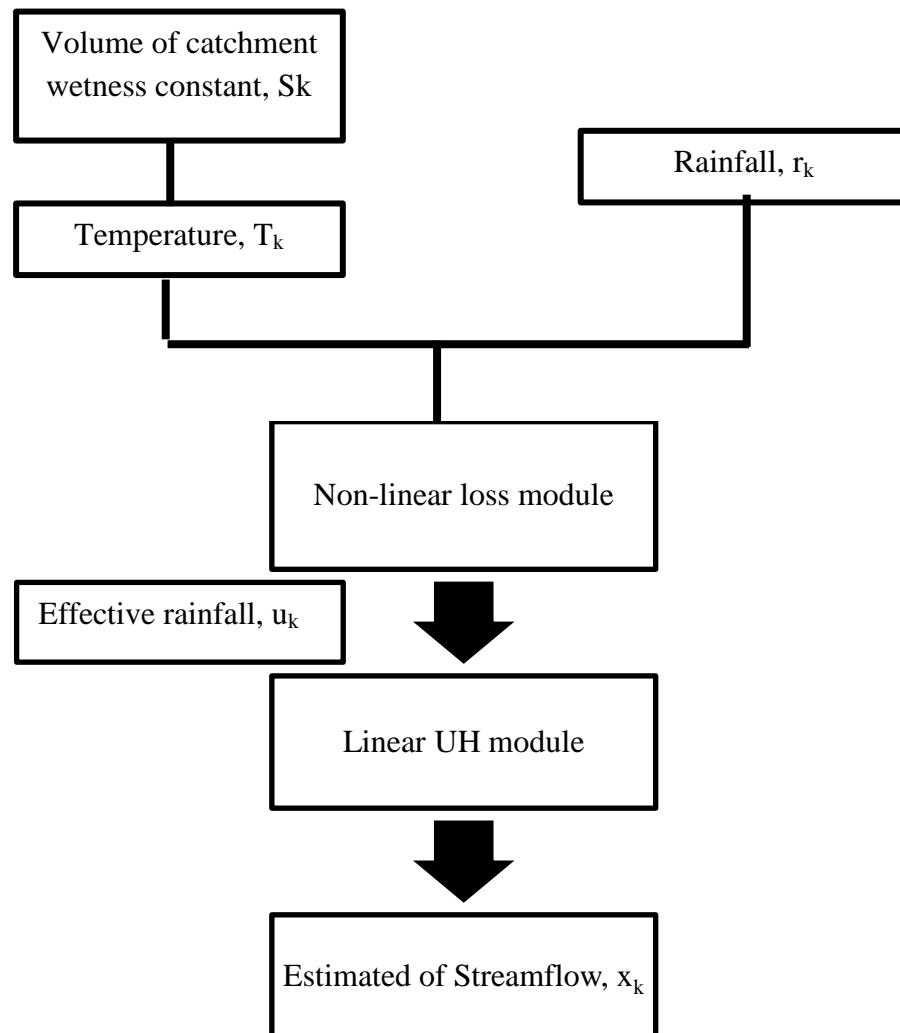 Volume of catchment
wetness constant, Sk
Rainfall, rk
Temperature, Tk
Non-linear loss module
Effective rainfall, uk
Linear UH module
Estimated of Streamflow, xk